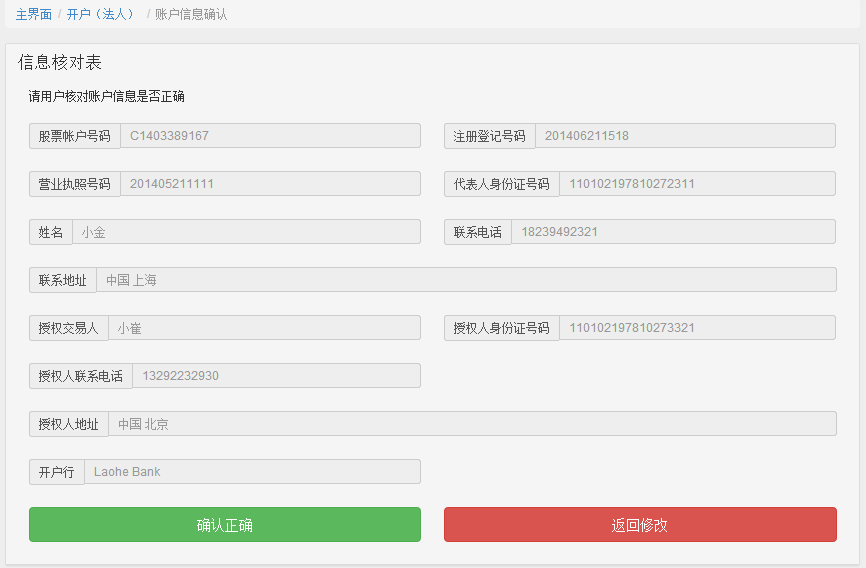 主界面 / 开户（法人） / 账户信息确认
信息核对表
请用户核对账户信息是否正确
股票帐户号码 C1403389167 注册登记号码 201406211518
营业执照号码 201405211111 代表人身份证号码 110102197810272311
姓名 小金 联系电话 18239492321
联系地址 中国 上海
授权交易人 小崔 授权人身份证号码 110102197810273321
授权人联系电话 13292232930
授权人地址 中国 北京
开户行 Laohe Bank
确认正确 返回修改